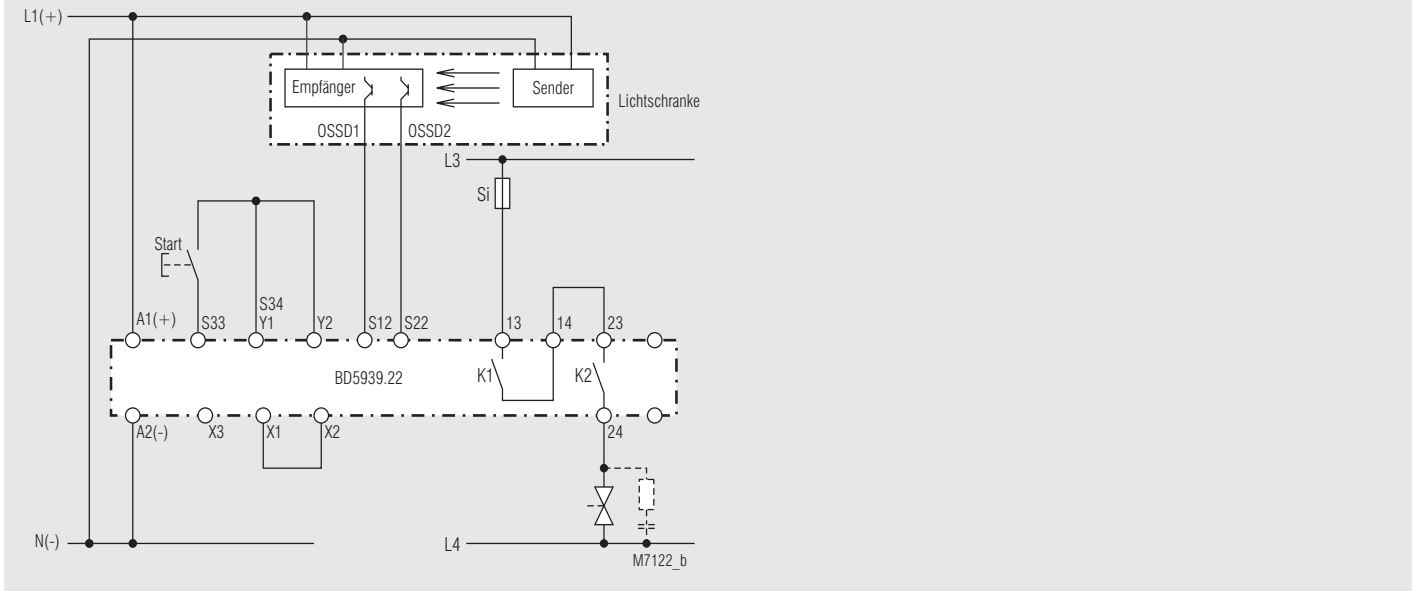 L1(+)
Empfänger
Sender
Lichtschranke
OSSD1
OSSD2
L3
Si
Start
A1(+)
S33
S34
Y1
Y2
S12
S22
13
14
23
BD5939.22
K1
K2
A2(-)
X3
X1
X2
24
N(-)
L4
M7122_b